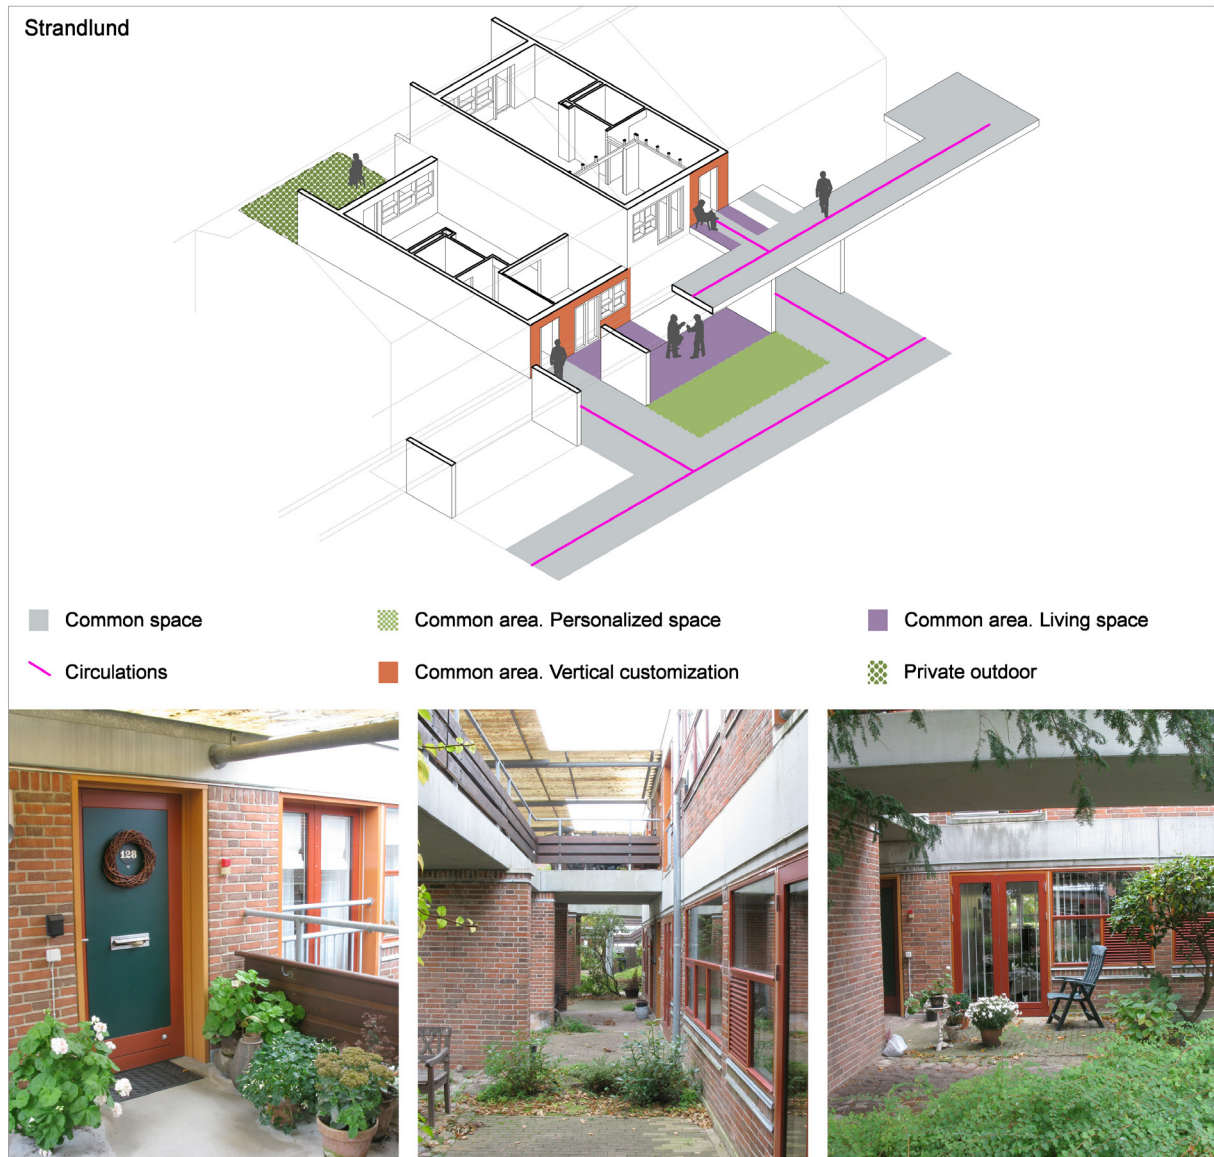 Strandlund
Common space
Common area. Personalized space
Common area. Living space
Circulations
Common area. Vertical customization
Private outdoor
128